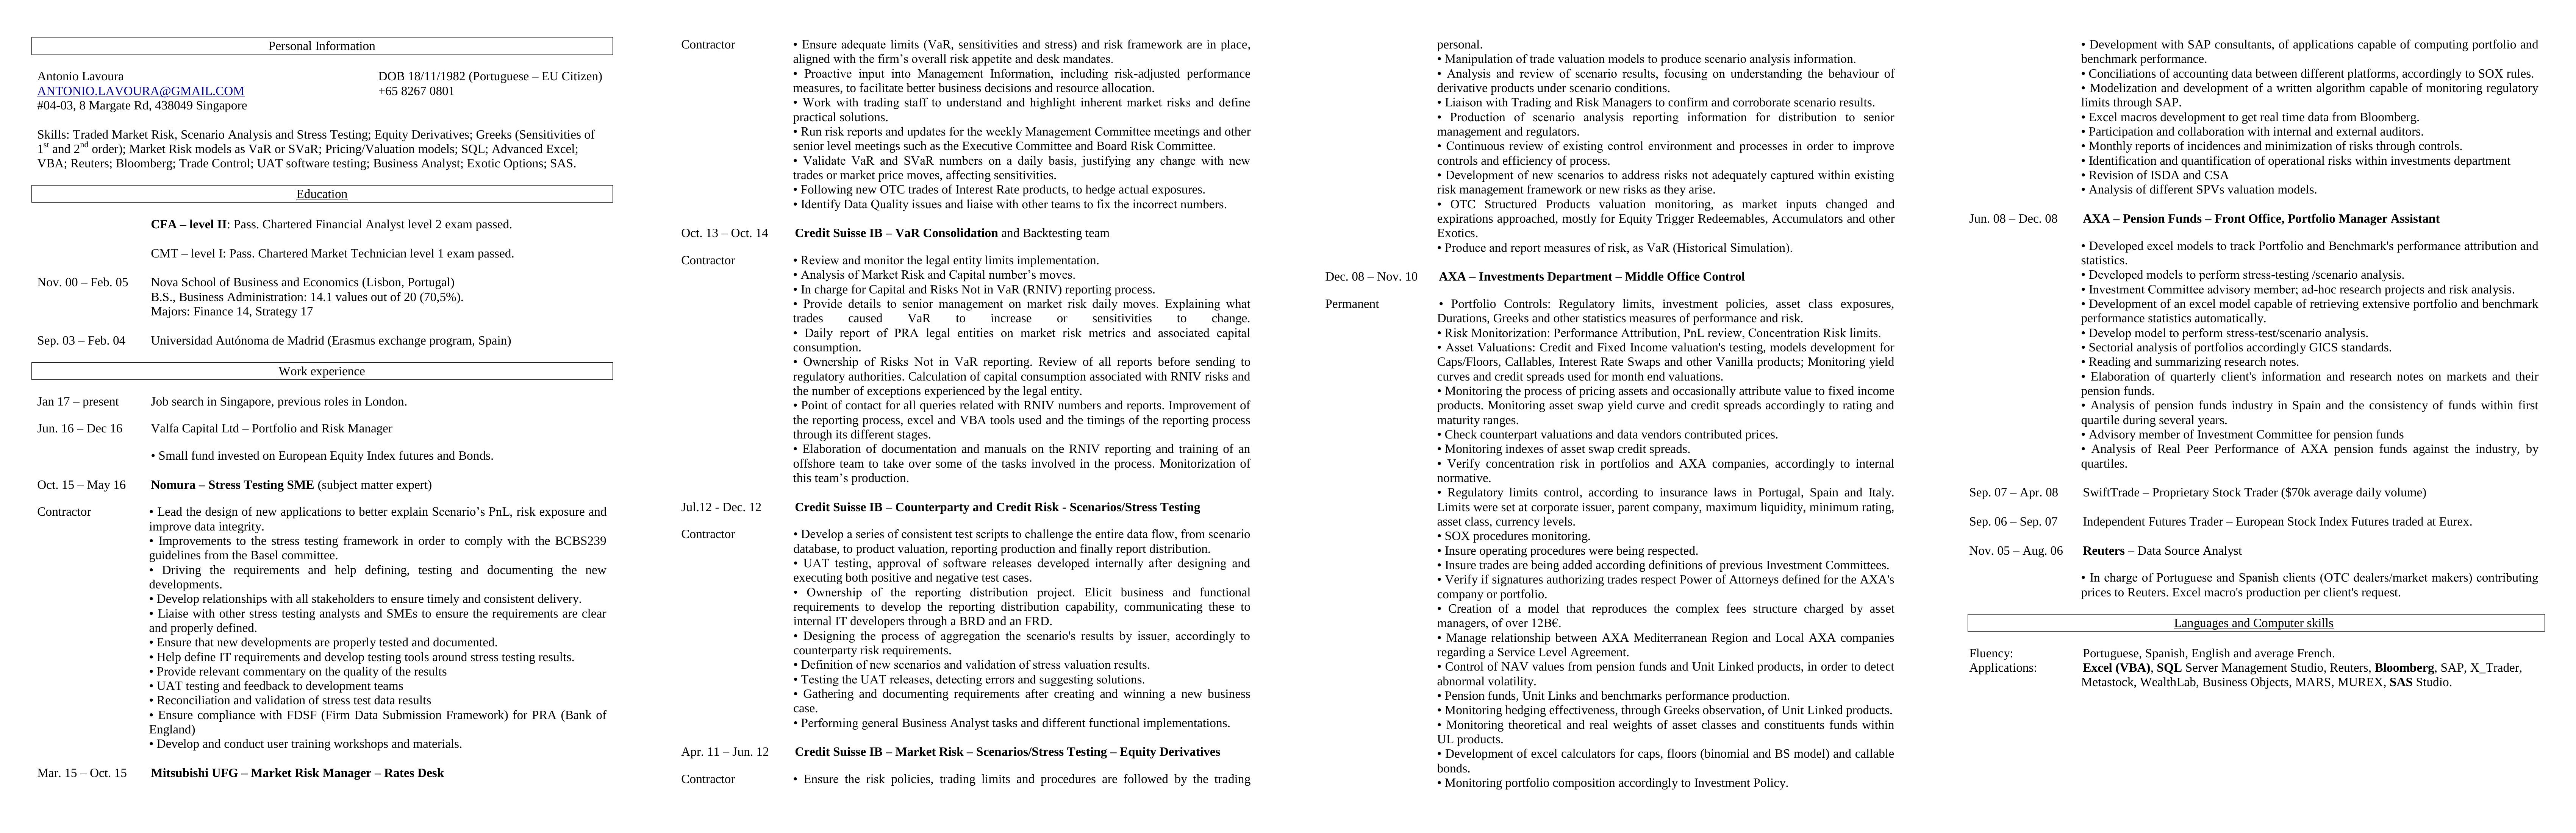 Personal Information
Antonio Lavoura DOB 18/11/1982 (Portuguese – EU Citizen)
ANTONIO.LAVOURA@GMAIL.COM +65 8267 0801
#04-03, 8 Margate Rd, 438049 Singapore
Skills: Traded Market Risk, Scenario Analysis and Stress Testing; Equity Derivatives; Greeks (Sensitivities of
1st and 2nd order); Market Risk models as VaR or SVaR; Pricing/Valuation models; SQL; Advanced Excel;
VBA; Reuters; Bloomberg; Trade Control; UAT software testing; Business Analyst; Exotic Options; SAS.
Education
CFA – level II: Pass. Chartered Financial Analyst level 2 exam passed.
CMT – level I: Pass. Chartered Market Technician level 1 exam passed.
Nov. 00 – Feb. 05 Nova School of Business and Economics (Lisbon, Portugal)
B.S., Business Administration: 14.1 values out of 20 (70,5%).
Majors: Finance 14, Strategy 17
Sep. 03 – Feb. 04 Universidad Autónoma de Madrid (Erasmus exchange program, Spain)
Work experience
Jan 17 – present Job search in Singapore, previous roles in London.
Jun. 16 – Dec 16 Valfa Capital Ltd – Portfolio and Risk Manager
• Small fund invested on European Equity Index futures and Bonds.
Oct. 15 – May 16 Nomura – Stress Testing SME (subject matter expert)
Contractor • Lead the design of new applications to better explain Scenario's PnL, risk exposure and
improve data integrity.
• Improvements to the stress testing framework in order to comply with the BCBS239
guidelines from the Basel committee.
• Driving the requirements and help defining, testing and documenting the new
developments.
• Develop relationships with all stakeholders to ensure timely and consistent delivery.
• Liaise with other stress testing analysts and SMEs to ensure the requirements are clear
and properly defined.
• Ensure that new developments are properly tested and documented.
• Help define IT requirements and develop testing tools around stress testing results.
• Provide relevant commentary on the quality of the results
• UAT testing and feedback to development teams
• Reconciliation and validation of stress test data results
• Ensure compliance with FDSF (Firm Data Submission Framework) for PRA (Bank of
England)
• Develop and conduct user training workshops and materials.
Mar. 15 – Oct. 15 Mitsubishi UFG – Market Risk Manager – Rates Desk
Contractor • Ensure adequate limits (VaR, sensitivities and stress) and risk framework are in place,
aligned with the firm's overall risk appetite and desk mandates.
• Proactive input into Management Information, including risk-adjusted performance
measures, to facilitate better business decisions and resource allocation.
• Work with trading staff to understand and highlight inherent market risks and define
practical solutions.
• Run risk reports and updates for the weekly Management Committee meetings and other
senior level meetings such as the Executive Committee and Board Risk Committee.
• Validate VaR and SVaR numbers on a daily basis, justifying any change with new
trades or market price moves, affecting sensitivities.
• Following new OTC trades of Interest Rate products, to hedge actual exposures.
• Identify Data Quality issues and liaise with other teams to fix the incorrect numbers.
Oct. 13 – Oct. 14 Credit Suisse IB – VaR Consolidation and Backtesting team
Contractor • Review and monitor the legal entity limits implementation.
• Analysis of Market Risk and Capital number's moves.
• In charge for Capital and Risks Not in VaR (RNIV) reporting process.
• Provide details to senior management on market risk daily moves. Explaining what
trades caused VaR to increase or sensitivities to change.
• Daily report of PRA legal entities on market risk metrics and associated capital
consumption.
• Ownership of Risks Not in VaR reporting. Review of all reports before sending to
regulatory authorities. Calculation of capital consumption associated with RNIV risks and
the number of exceptions experienced by the legal entity.
• Point of contact for all queries related with RNIV numbers and reports. Improvement of
the reporting process, excel and VBA tools used and the timings of the reporting process
through its different stages.
• Elaboration of documentation and manuals on the RNIV reporting and training of an
offshore team to take over some of the tasks involved in the process. Monitorization of
this team's production.
Jul.12 - Dec. 12 Credit Suisse IB – Counterparty and Credit Risk - Scenarios/Stress Testing
Contractor • Develop a series of consistent test scripts to challenge the entire data flow, from scenario
database, to product valuation, reporting production and finally report distribution.
• UAT testing, approval of software releases developed internally after designing and
executing both positive and negative test cases.
• Ownership of the reporting distribution project. Elicit business and functional
requirements to develop the reporting distribution capability, communicating these to
internal IT developers through a BRD and an FRD.
• Designing the process of aggregation the scenario's results by issuer, accordingly to
counterparty risk requirements.
• Definition of new scenarios and validation of stress valuation results.
• Testing the UAT releases, detecting errors and suggesting solutions.
• Gathering and documenting requirements after creating and winning a new business
case.
• Performing general Business Analyst tasks and different functional implementations.
Apr. 11 – Jun. 12 Credit Suisse IB – Market Risk – Scenarios/Stress Testing – Equity Derivatives
Contractor • Ensure the risk policies, trading limits and procedures are followed by the trading
personal.
• Manipulation of trade valuation models to produce scenario analysis information.
• Analysis and review of scenario results, focusing on understanding the behaviour of
derivative products under scenario conditions.
• Liaison with Trading and Risk Managers to confirm and corroborate scenario results.
• Production of scenario analysis reporting information for distribution to senior
management and regulators.
• Continuous review of existing control environment and processes in order to improve
controls and efficiency of process.
• Development of new scenarios to address risks not adequately captured within existing
risk management framework or new risks as they arise.
• OTC Structured Products valuation monitoring, as market inputs changed and
expirations approached, mostly for Equity Trigger Redeemables, Accumulators and other
Exotics.
• Produce and report measures of risk, as VaR (Historical Simulation).
Dec. 08 – Nov. 10 AXA – Investments Department – Middle Office Control
Permanent • Portfolio Controls: Regulatory limits, investment policies, asset class exposures,
Durations, Greeks and other statistics measures of performance and risk.
• Risk Monitorization: Performance Attribution, PnL review, Concentration Risk limits.
• Asset Valuations: Credit and Fixed Income valuation's testing, models development for
Caps/Floors, Callables, Interest Rate Swaps and other Vanilla products; Monitoring yield
curves and credit spreads used for month end valuations.
• Monitoring the process of pricing assets and occasionally attribute value to fixed income
products. Monitoring asset swap yield curve and credit spreads accordingly to rating and
maturity ranges.
• Check counterpart valuations and data vendors contributed prices.
• Monitoring indexes of asset swap credit spreads.
• Verify concentration risk in portfolios and AXA companies, accordingly to internal
normative.
• Regulatory limits control, according to insurance laws in Portugal, Spain and Italy.
Limits were set at corporate issuer, parent company, maximum liquidity, minimum rating,
asset class, currency levels.
• SOX procedures monitoring.
• Insure operating procedures were being respected.
• Insure trades are being added according definitions of previous Investment Committees.
• Verify if signatures authorizing trades respect Power of Attorneys defined for the AXA's
company or portfolio.
• Creation of a model that reproduces the complex fees structure charged by asset
managers, of over 12B€.
• Manage relationship between AXA Mediterranean Region and Local AXA companies
regarding a Service Level Agreement.
• Control of NAV values from pension funds and Unit Linked products, in order to detect
abnormal volatility.
• Pension funds, Unit Links and benchmarks performance production.
• Monitoring hedging effectiveness, through Greeks observation, of Unit Linked products.
• Monitoring theoretical and real weights of asset classes and constituents funds within
UL products.
• Development of excel calculators for caps, floors (binomial and BS model) and callable
bonds.
• Monitoring portfolio composition accordingly to Investment Policy.
• Development with SAP consultants, of applications capable of computing portfolio and
benchmark performance.
• Conciliations of accounting data between different platforms, accordingly to SOX rules.
• Modelization and development of a written algorithm capable of monitoring regulatory
limits through SAP.
• Excel macros development to get real time data from Bloomberg.
• Participation and collaboration with internal and external auditors.
• Monthly reports of incidences and minimization of risks through controls.
• Identification and quantification of operational risks within investments department
• Revision of ISDA and CSA
• Analysis of different SPVs valuation models.
Jun. 08 – Dec. 08 AXA – Pension Funds – Front Office, Portfolio Manager Assistant
• Developed excel models to track Portfolio and Benchmark's performance attribution and
statistics.
• Developed models to perform stress-testing /scenario analysis.
• Investment Committee advisory member; ad-hoc research projects and risk analysis.
• Development of an excel model capable of retrieving extensive portfolio and benchmark
performance statistics automatically.
• Develop model to perform stress-test/scenario analysis.
• Sectorial analysis of portfolios accordingly GICS standards.
• Reading and summarizing research notes.
• Elaboration of quarterly client's information and research notes on markets and their
pension funds.
• Analysis of pension funds industry in Spain and the consistency of funds within first
quartile during several years.
• Advisory member of Investment Committee for pension funds
• Analysis of Real Peer Performance of AXA pension funds against the industry, by
quartiles.
Sep. 07 – Apr. 08 SwiftTrade – Proprietary Stock Trader ($70k average daily volume)
Sep. 06 – Sep. 07 Independent Futures Trader – European Stock Index Futures traded at Eurex.
Nov. 05 – Aug. 06 Reuters – Data Source Analyst
• In charge of Portuguese and Spanish clients (OTC dealers/market makers) contributing
prices to Reuters. Excel macro's production per client's request.
Languages and Computer skills
Fluency: Portuguese, Spanish, English and average French.
Applications: Excel (VBA), SQL Server Management Studio, Reuters, Bloomberg, SAP, X_Trader,
Metastock, WealthLab, Business Objects, MARS, MUREX, SAS Studio.